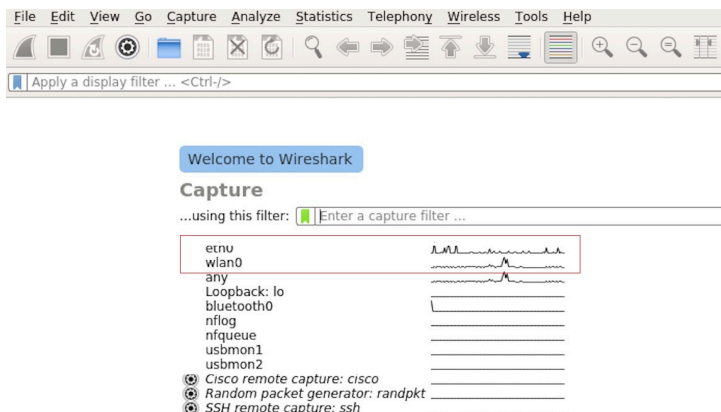 File Edit View Go Capture Analyze Statistics Telephony Wireless Tools Help
Apply a display filter ... <Ctrl-/>
Welcome to Wireshark
Capture
...using this filter: Enter a capture filter ...
eth0
wlan0
any
Loopback: lo
bluetooth0
nflog
nfqueue
usbmon1
usbmon2
Cisco remote capture: cisco
Random packet generator: randpkt
SSH remote capture: ssh